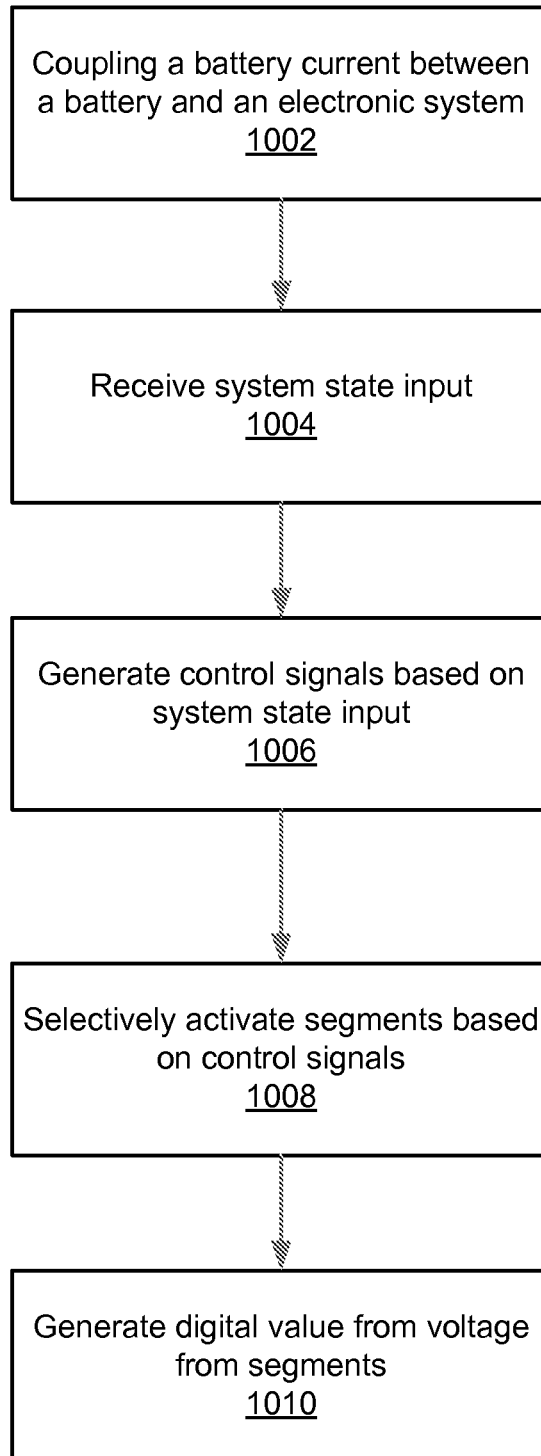 Coupling a battery current between
a battery and an electronic system
1002
Receive system state input
1004
Generate control signals based on
system state input
1006
Selectively activate segments based
on control signals
1008
Generate digital value from voltage
from segments
1010